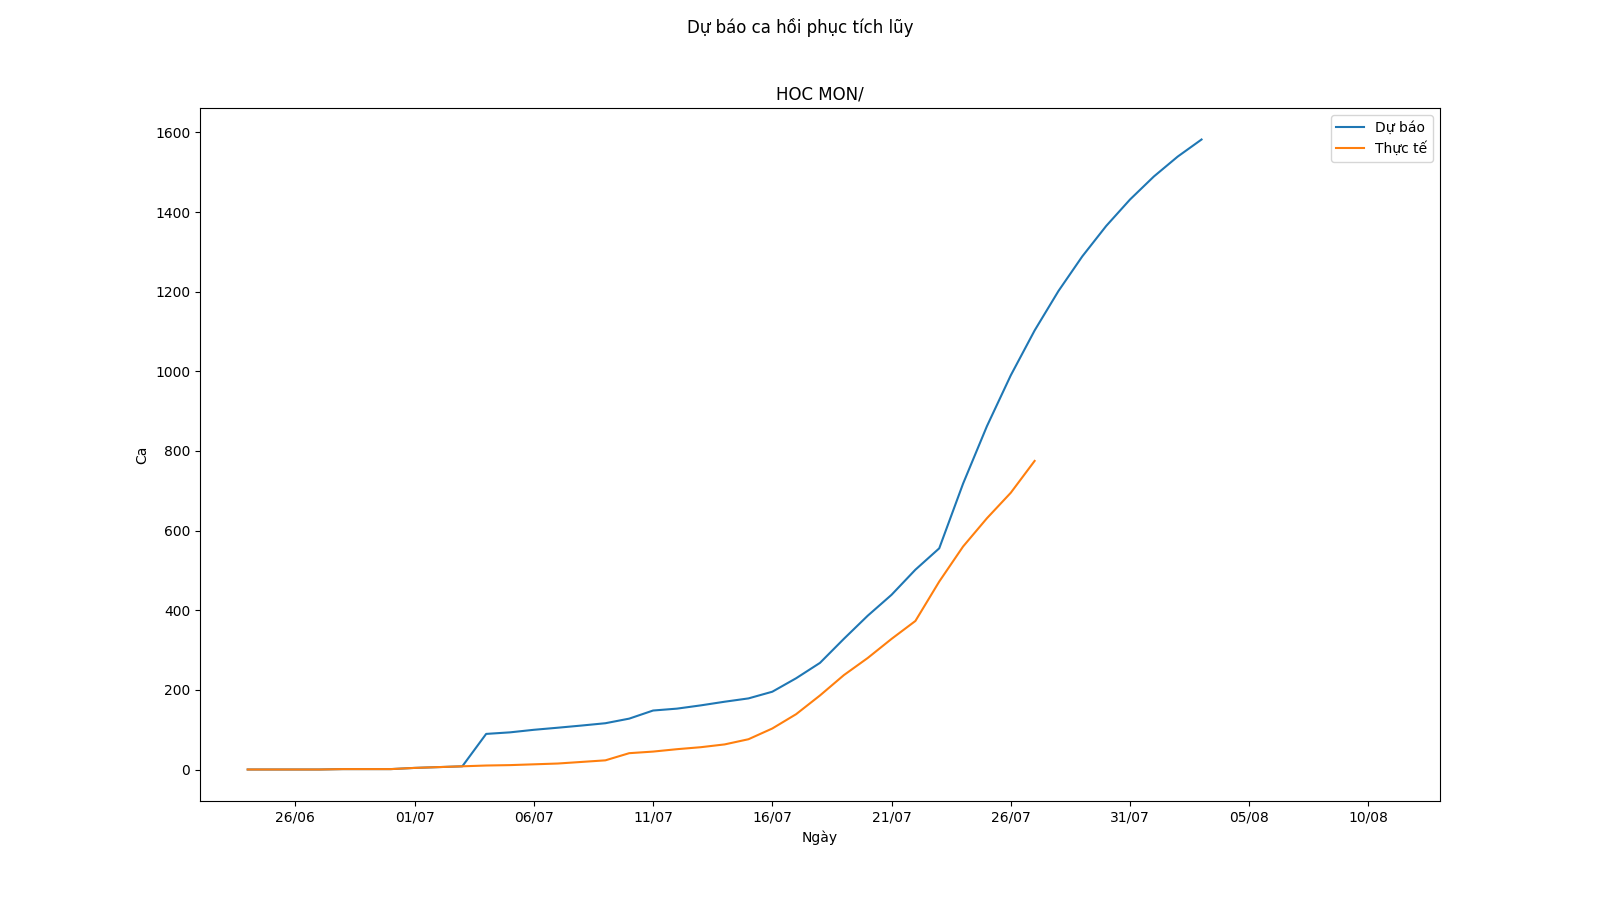 Dự báo ca hồi phục tích lũy
HOC MON/
Dự báo
Thực tế
1600
1400
1200
1000
800
600
400
200
0
Ca
26/06 01/07 06/07 11/07 16/07 21/07 26/07 31/07 05/08 10/08
Ngày